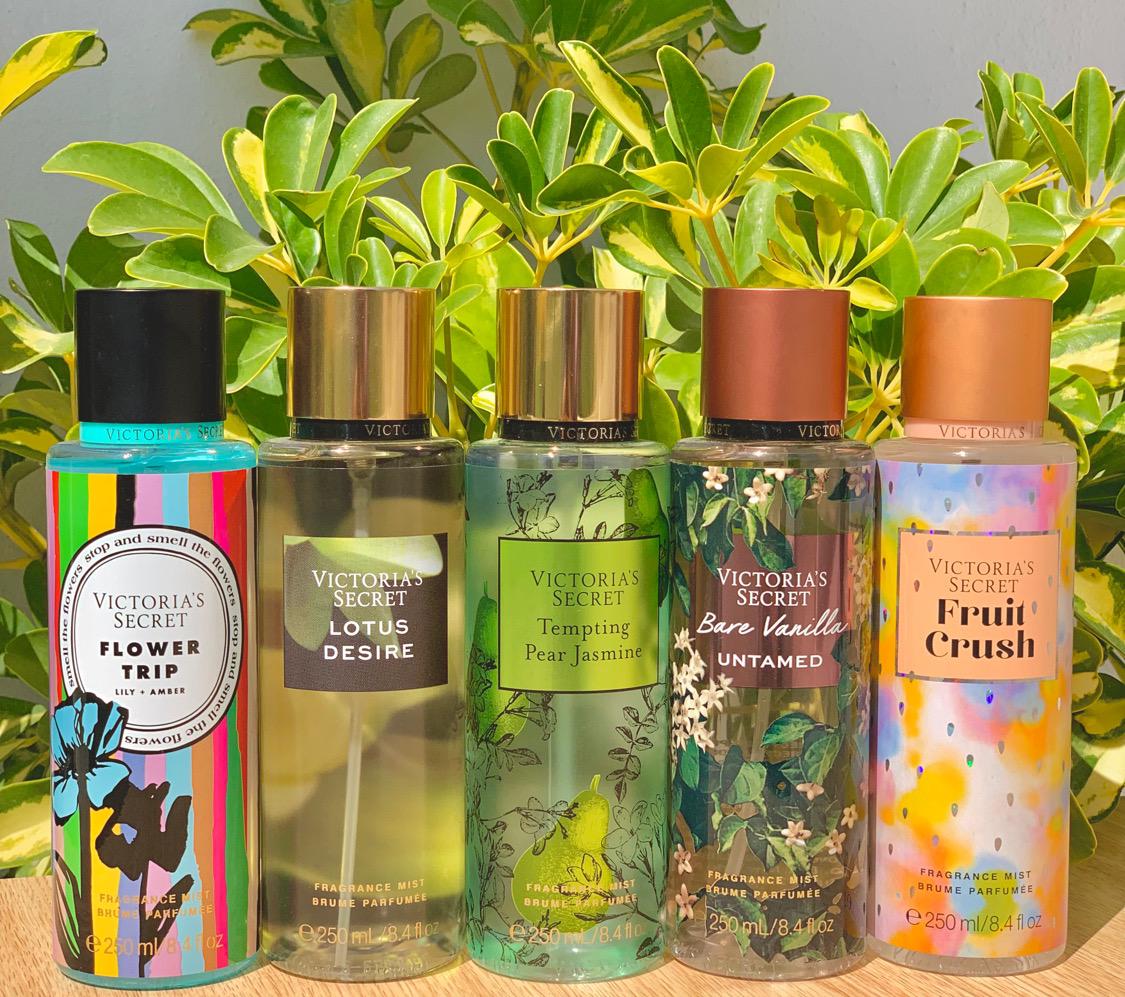 VICTORIA'S SECRET
stop and smell the flowers stop and smell the flowers
VICTORIA'S
SECRET
FLOWER
TRIP
LILY + AMBER
FRAGRANCE MIST
BRUME PARFUMÉE
e 250 mL/8.4 fl oz
VICTOR
VICTORIA'S
SECRET
LOTUS
DESIRE
FRAGRANCE MIST
BRUME PARFUMÉE
e 250 mL/8.4 fl oz
VICTORIA'S
VICTORIA'S
SECRET
Tempting
Pear Jasmine
FRAGRANCE MIST
BRUME PARFUMÉE
e 250 mL/8.4 fl oz
CRET VICTOR
VICTORIA'S
SECRET
Bare Vanilla
UNTAMED
FRAGRANCE MIST
BRUME PARFUMÉE
e 250 mL/8.4 fl oz
VICTORIA'S
VICTORIA'S
SECRET
Fruit
Crush
FRAGRANCE MIST
BRUME PARFUMÉE
e 250 mL/8.4 fl oz